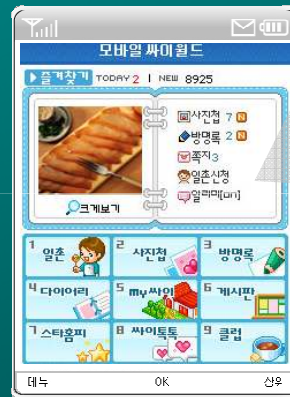 모바일 싸이월드
▶즐겨찾기 TODAY 2 | NEW 8925
사진첩 7 N
방명록 2 N
쪽지3
일촌신청
알리미[on]
크게보기
1 일촌
2 사진첩
3 방명록
4 다이어리
5 my싸이
6 게시판
7 스타홈피
8 싸이톡톡
9 클럽
메뉴 OK 상위